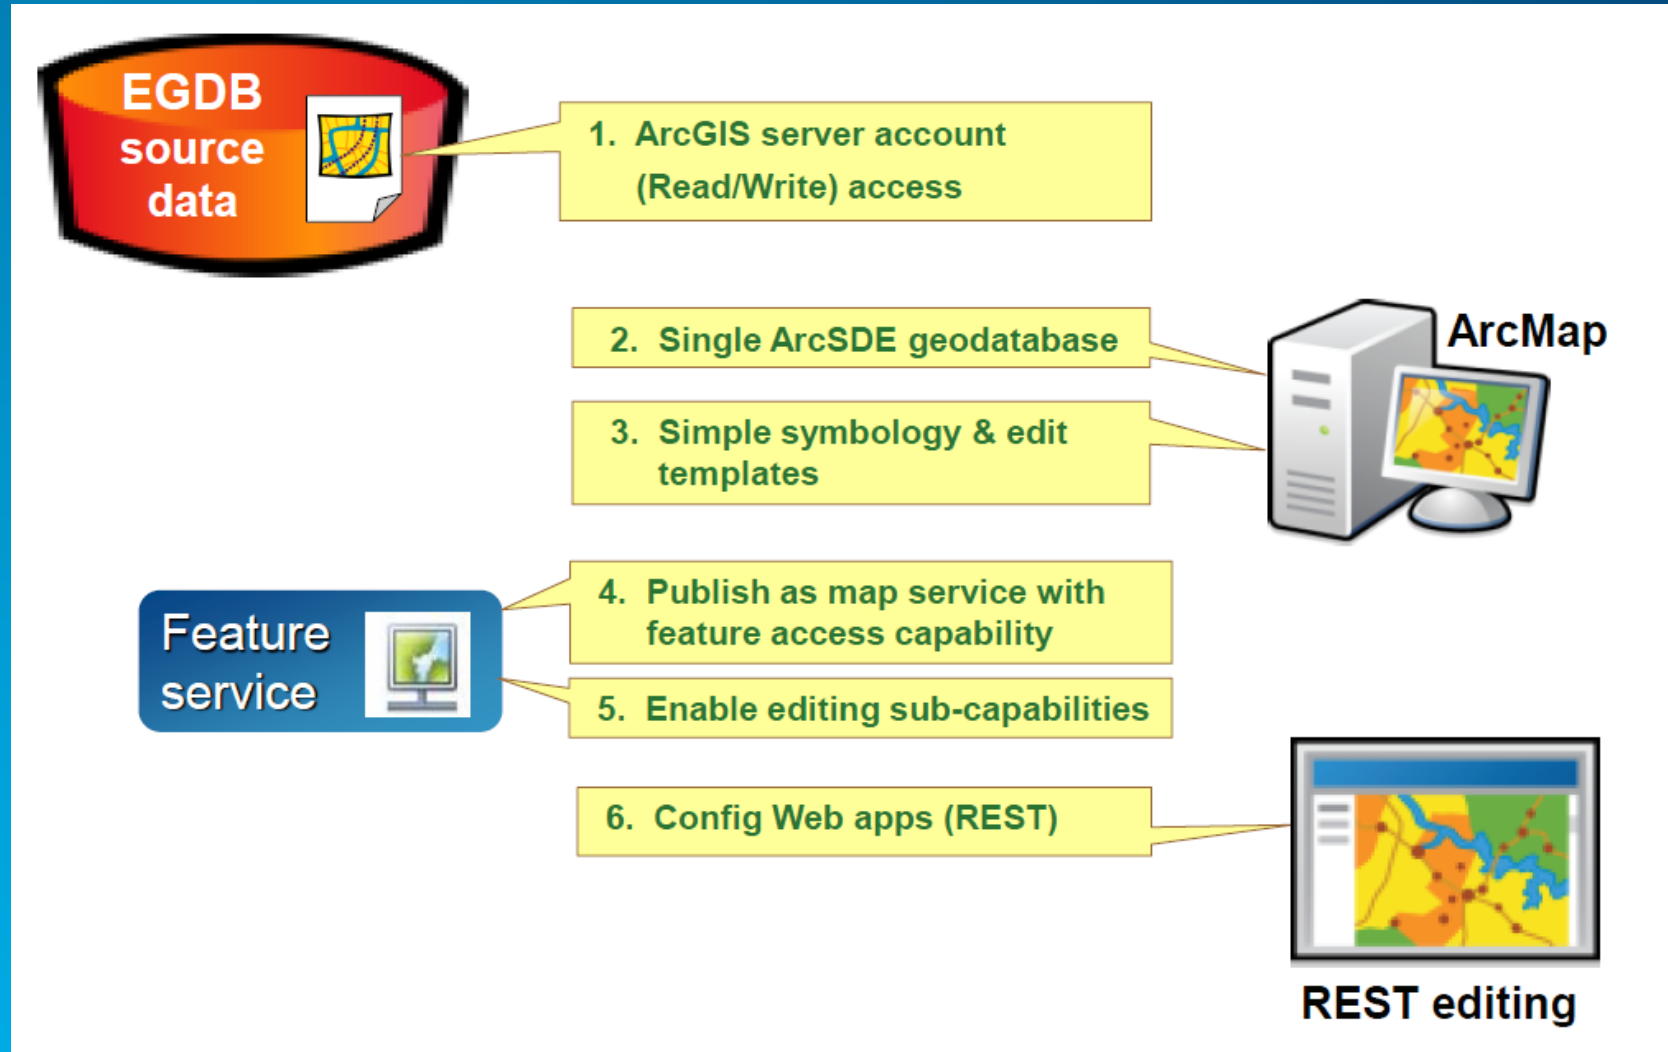 EGDB
source
data
1. ArcGIS server account
(Read/Write) access
2. Single ArcSDE geodatabase
ArcMap
3. Simple symbology & edit
templates
Feature
service
4. Publish as map service with
feature access capability
5. Enable editing sub-capabilities
6. Config Web apps (REST)
REST editing